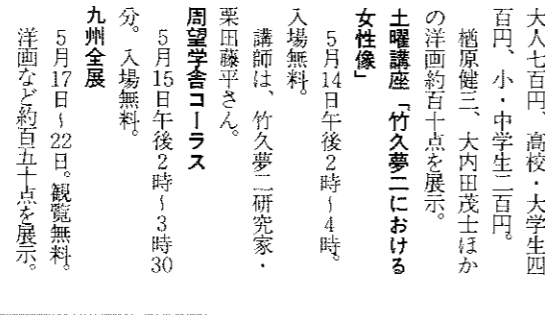 大人七百円、高校・大学生四
百円、小・中学生二百円。
楢原健三、大内田茂士ほか
の洋画約百十点を展示。
土曜講座「竹久夢二における
女性像」
5月14日午後2時~4時。
入場無料。
講師は、竹久夢二研究家・
栗田藤平さん。
周望学舎コーラス
5月15日午後2時~3時30
分。入場無料。
九州全展
5月17日~22日。観覧無料。
洋画など約百五十点を展示。